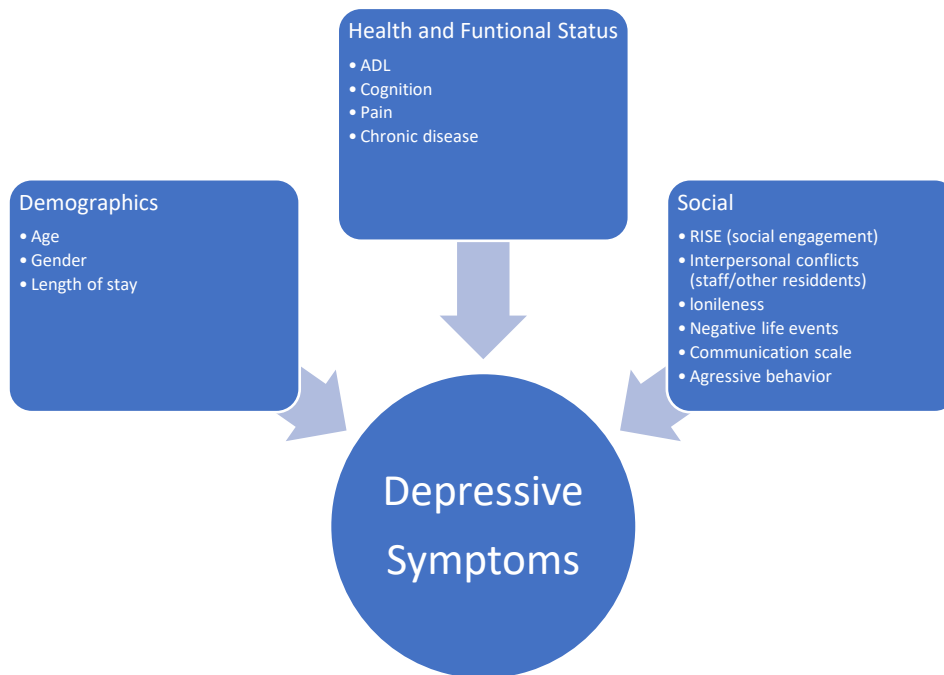 Health and Funtional Status
• ADL
• Cognition
• Pain
• Chronic disease
Demographics
• Age
• Gender
• Length of stay
Social
• RISE (social engagement)
• Interpersonal conflicts
(staff/other residdents)
• lonileness
• Negative life events
• Communication scale
• Agressive behavior
Depressive
Symptoms